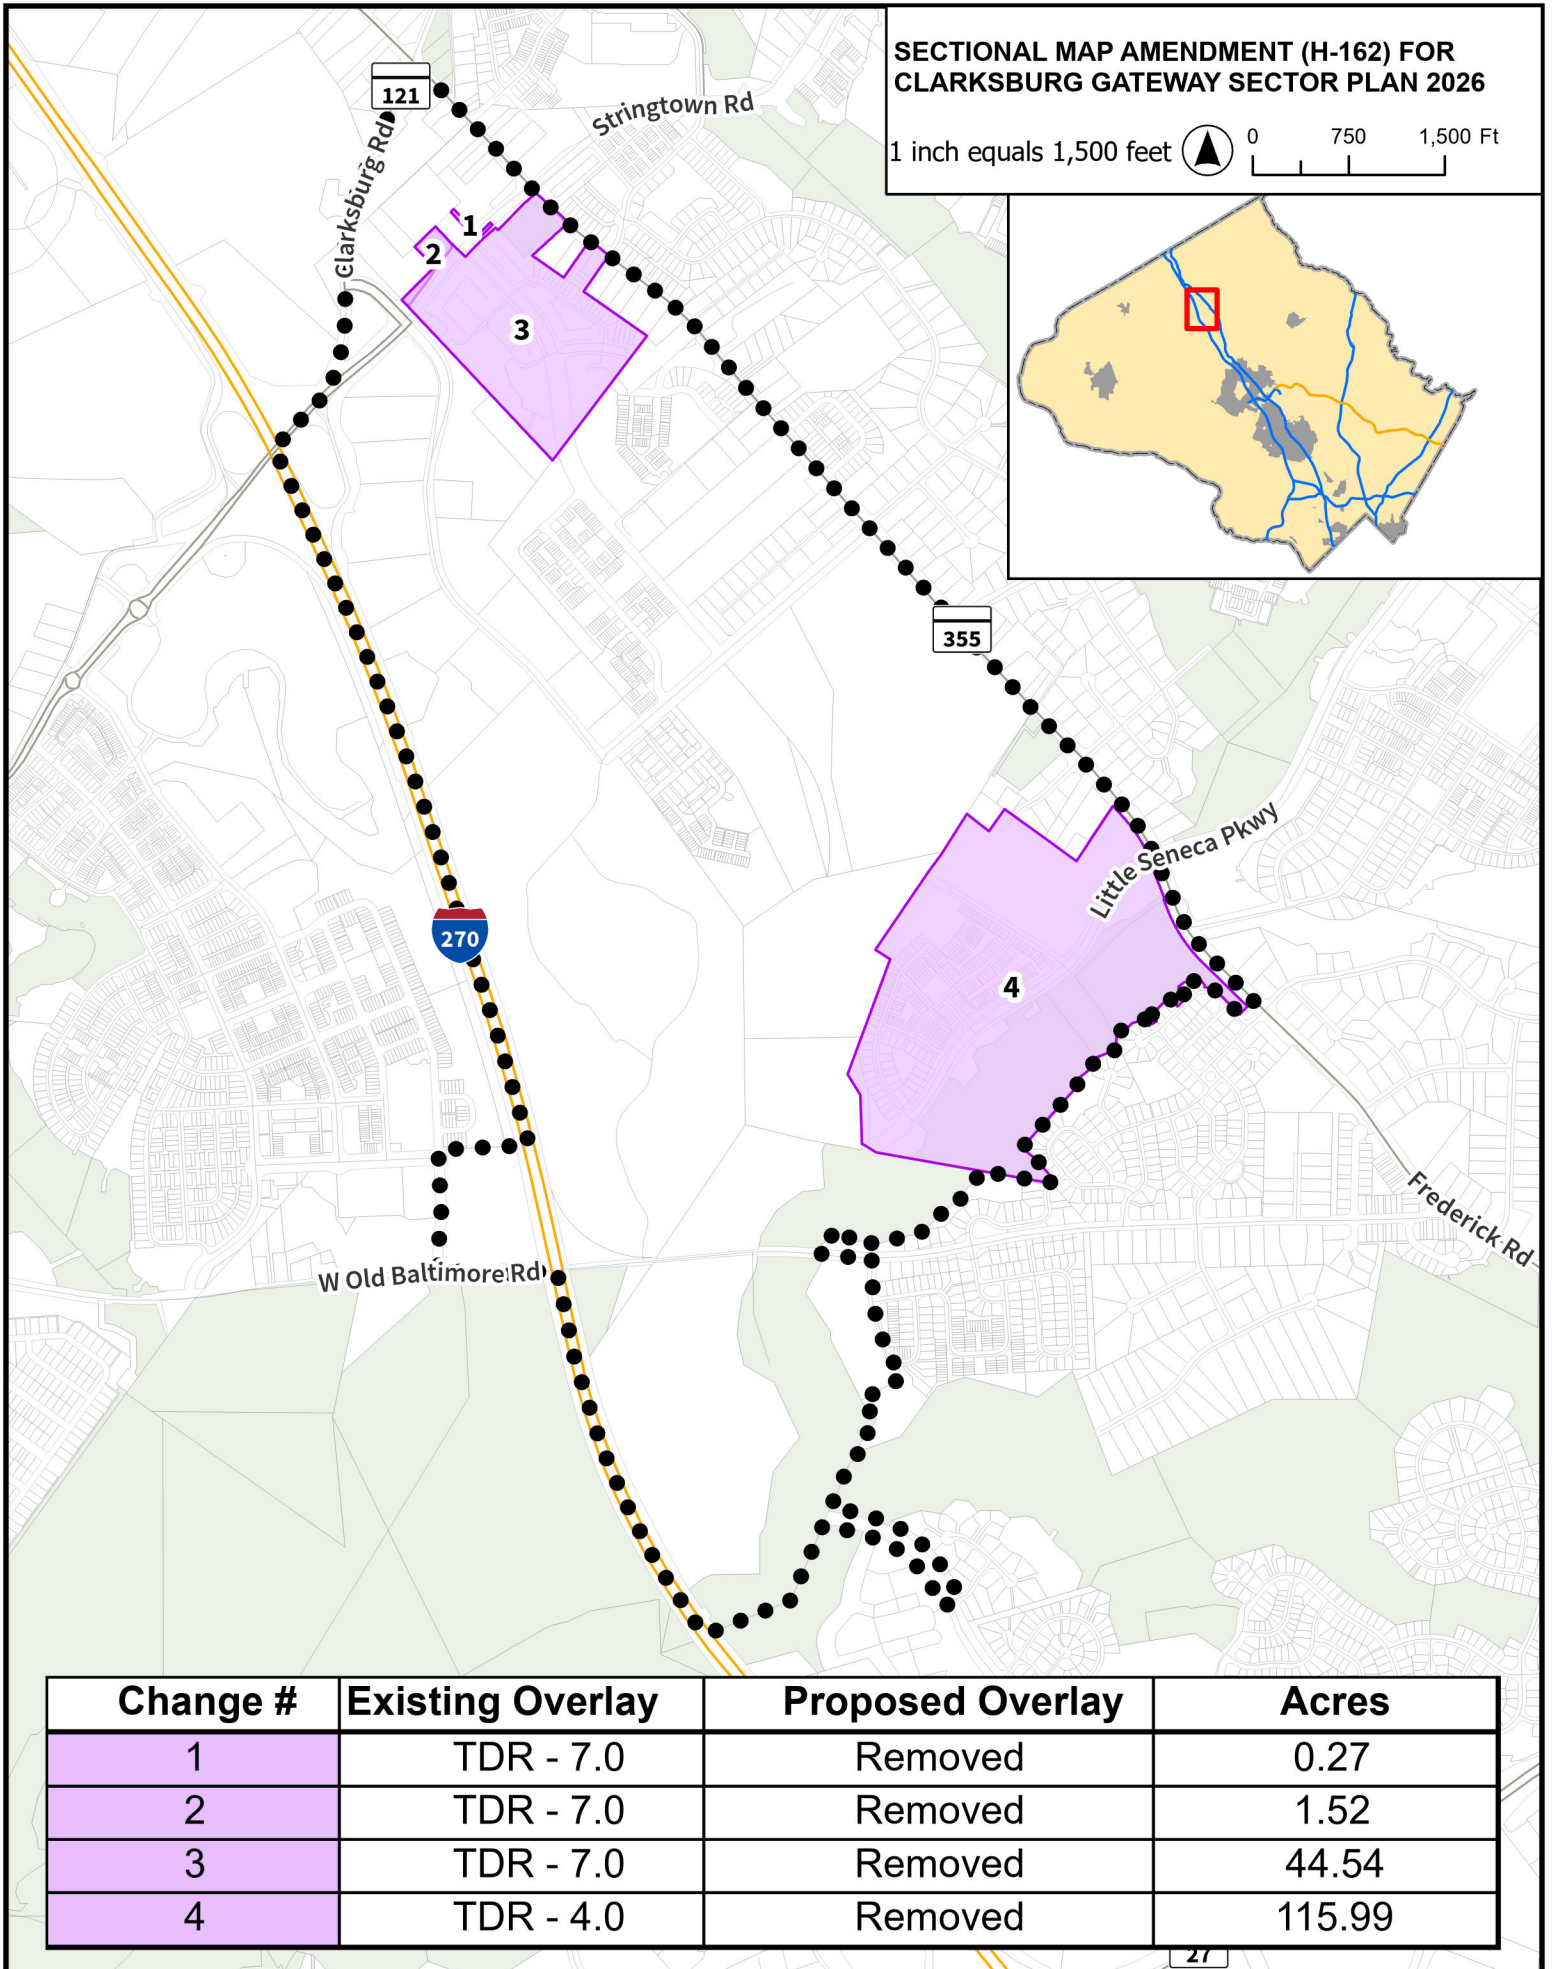 SECTIONAL MAP AMENDMENT (H-162) FOR
CLARKSBURG GATEWAY SECTOR PLAN 2026
1 inch equals 1,500 feet
0 750 1,500 Ft
121
Stringtown Rd
Clarksburg Rd
1
2
3
355
Little Seneca Pkwy
270
4
Frederick Rd
W Old Baltimore Rd
Change # Existing Overlay Proposed Overlay Acres
1 TDR - 7.0 Removed 0.27
2 TDR - 7.0 Removed 1.52
3 TDR - 7.0 Removed 44.54
4 TDR - 4.0 Removed 115.99
27